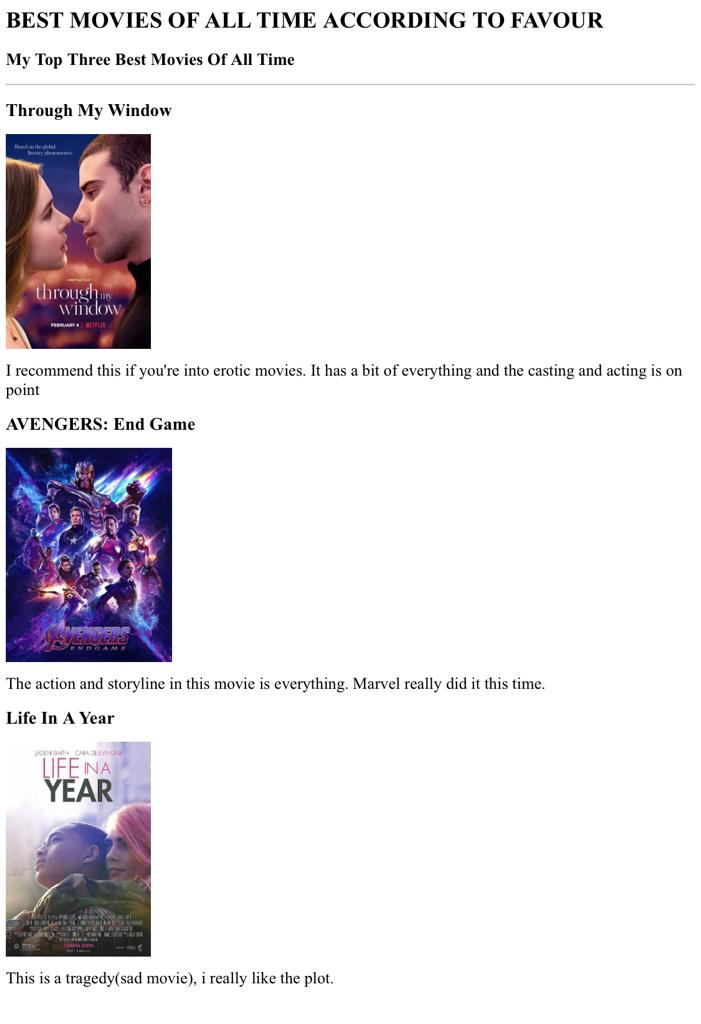 BEST MOVIES OF ALL TIME ACCORDING TO FAVOUR
My Top Three Best Movies Of All Time
Through My Window
Based on the global
literary phenomenon.
through my
window
FEBRUARY 4 | NETFLIX
I recommend this if you're into erotic movies. It has a bit of everything and the casting and acting is on
point
AVENGERS: End Game
AVENGERS
ENDGAME
The action and storyline in this movie is everything. Marvel really did it this time.
Life In A Year
JADEN SMITH CARA DELEVINGNE
LIFE IN A
YEAR
COMING SOON
This is a tragedy(sad movie), i really like the plot.